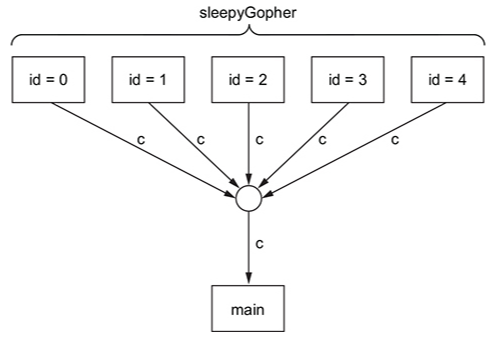 sleepyGopher
id = 0
id = 1
id = 2
id = 3
id = 4
c
c
c
c
c
c
main